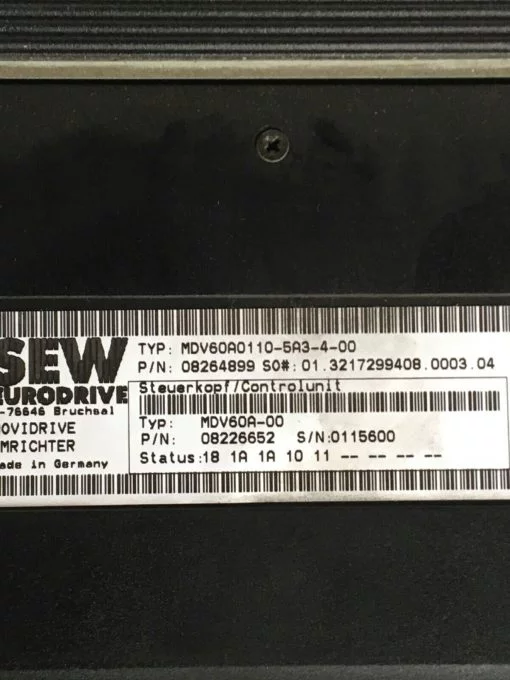 SEW
EURODRIVE
-76646 Bruchsal
OVIDRIVE
MRICHTER
ade in Germany
TYP: MDV60A0110-5A3-4-00
P/N: 08264899 SO#: 01.3217299408.0003.04
Steuerkopf/Controlunit
Typ: MDV60A-00
P/N: 08226652 S/N:0115600
Status:18 1A 1A 10 11 -- -- -- --